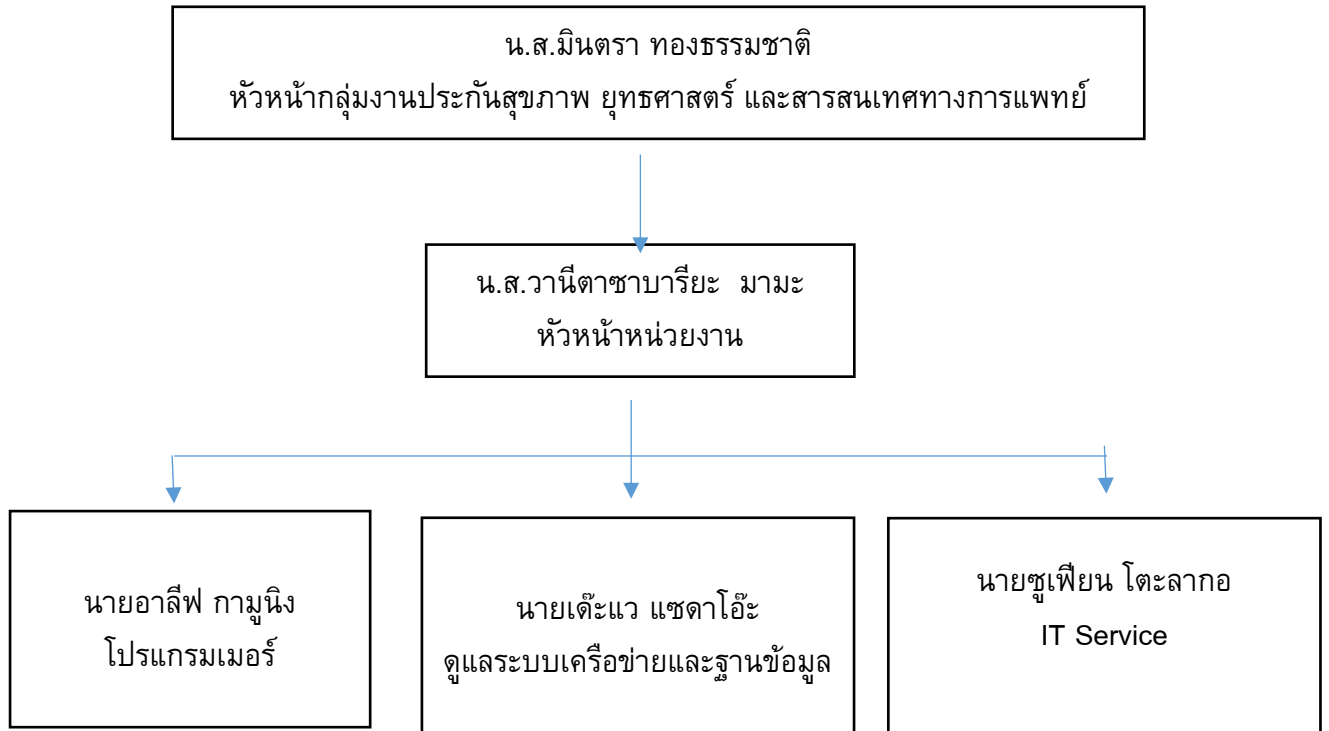 น.ส.มินตรา ทองธรรมชาติ
หัวหน้ากลุ่มงานประกันสุขภาพ ยุทธศาสตร์ และสารสนเทศทางการแพทย์
น.ส.วานีตาซาบารียะ มามะ
หัวหน้าหน่วยงาน
นายอาลีฟ กามูนิง
โปรแกรมเมอร์
นายเด๊ะแว แซดาโอ๊ะ
ดูแลระบบเครือข่ายและฐานข้อมูล
นายซูเฟียน โตะลากอ
IT Service